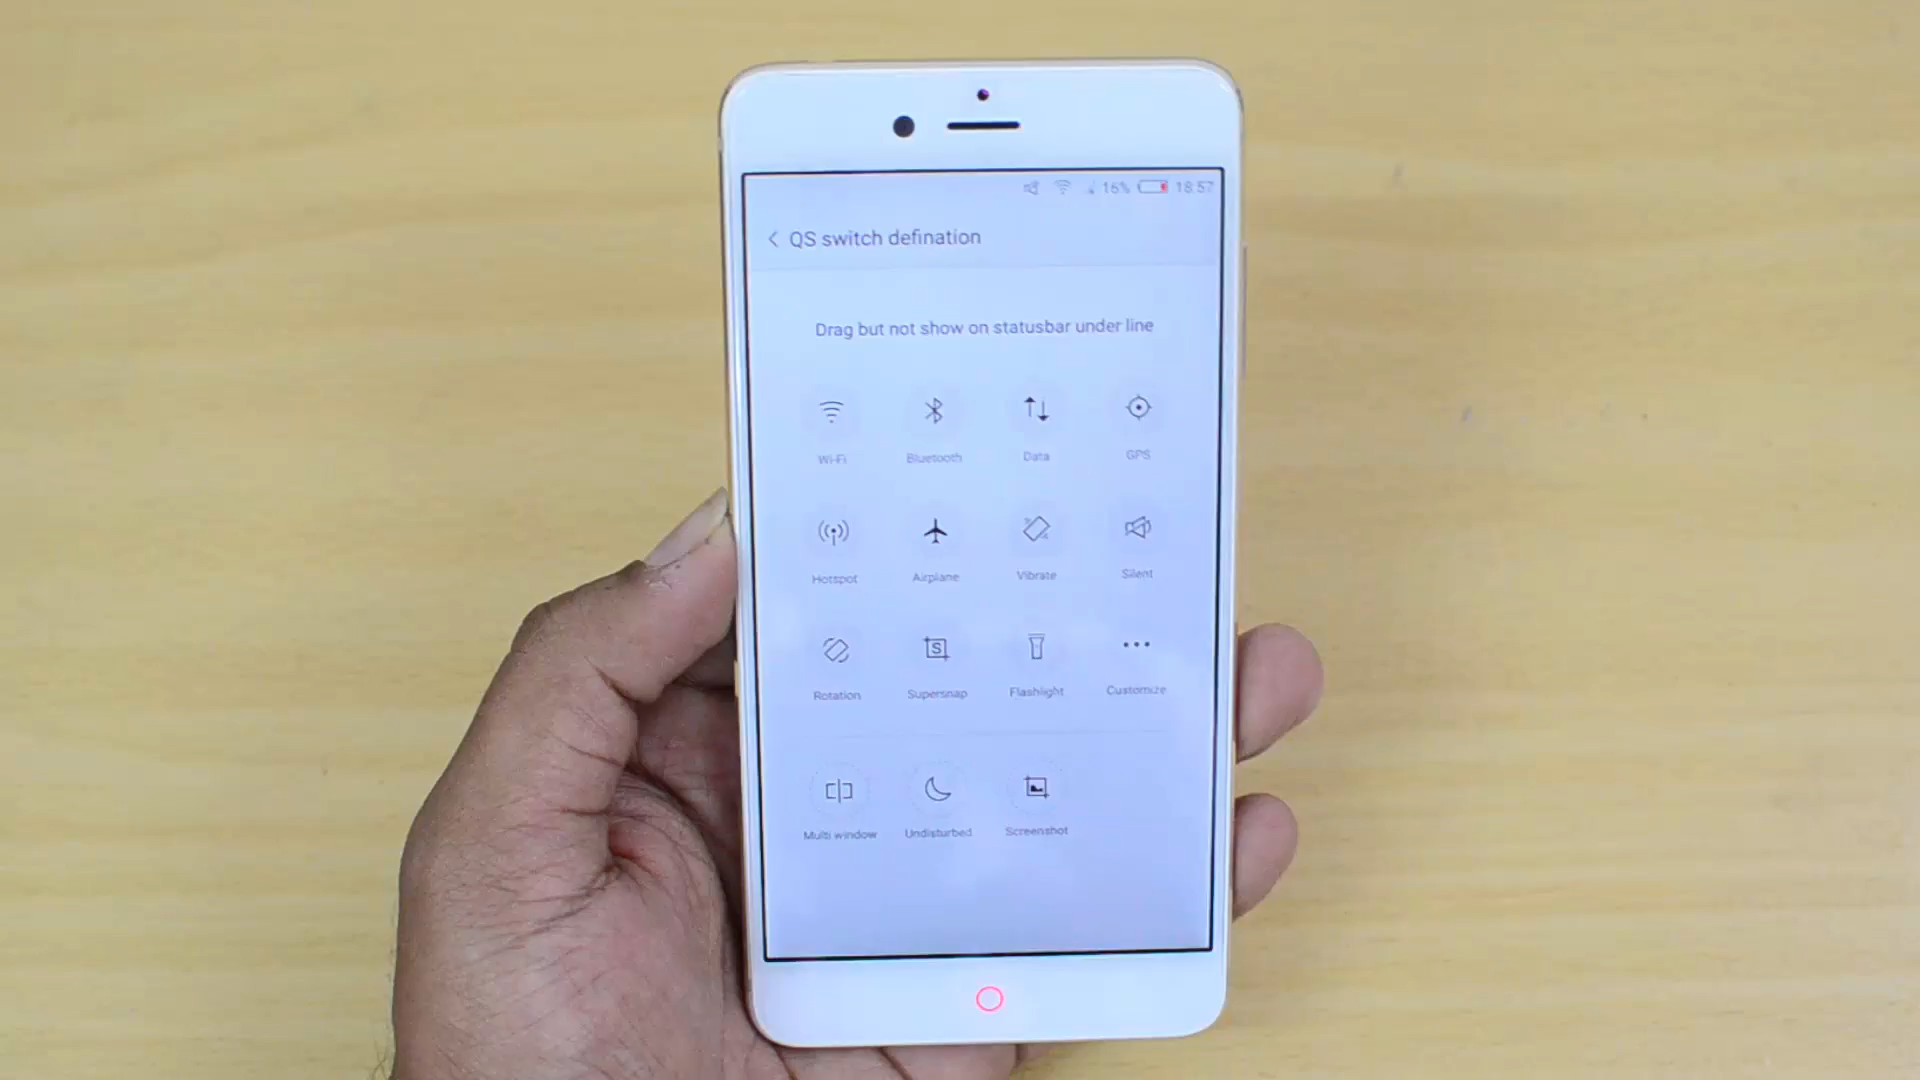 16% 18:57
< QS switch defination
Drag but not show on statusbar under line
Wi-Fi Bluetooth Data GPS
Hotspot Airplane Vibrate Silent
Rotation Supersnap Flashlight Customize
Multi window Undisturbed Screenshot